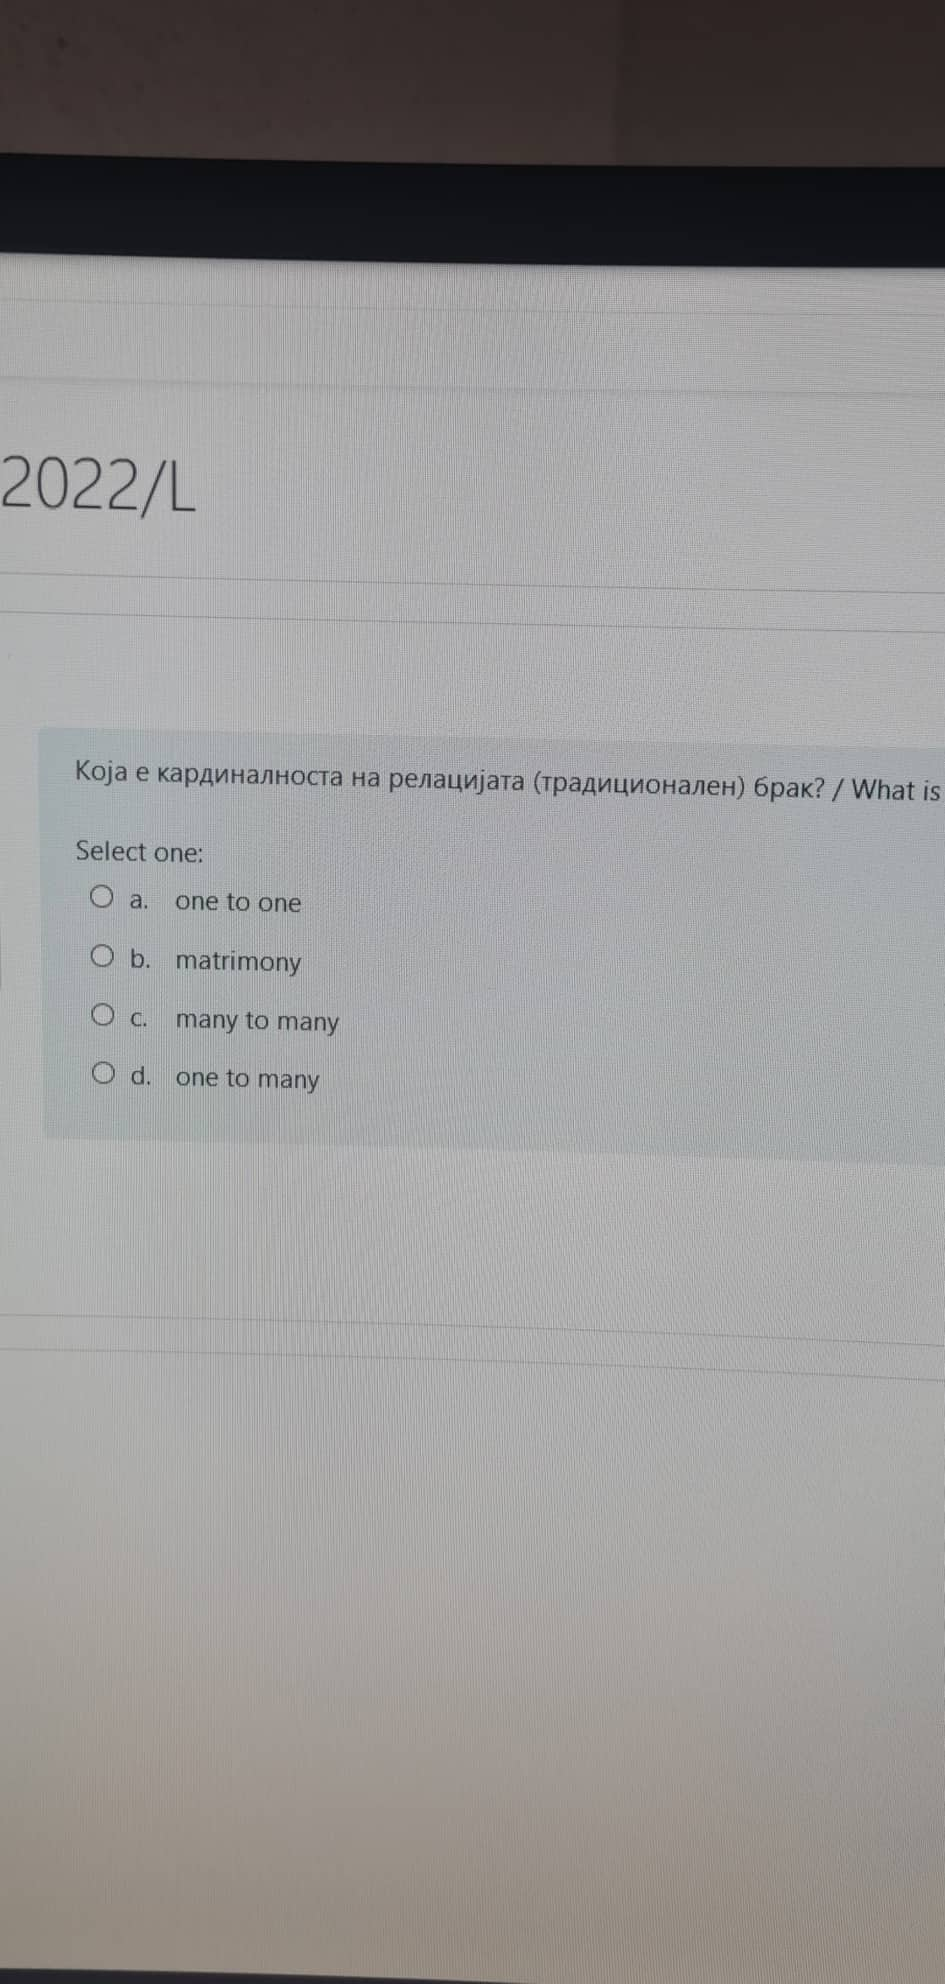 2022/L
Која е кардиналноста на релацијата (традиционален) брак? / What is
Select one:
a. one to one
b. matrimony
c. many to many
d. one to many